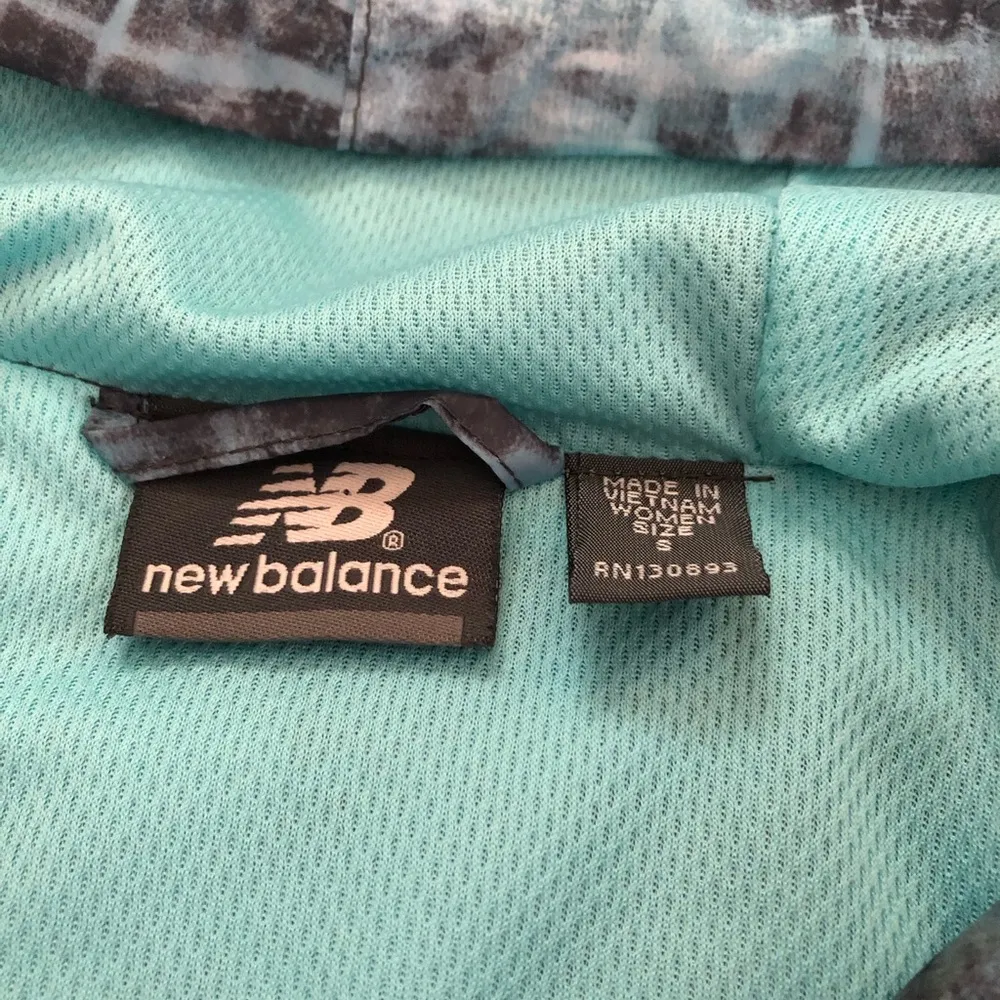 NB®
new balance
MADE IN
VIETNAM
WOMEN
SIZE
S
RN130893